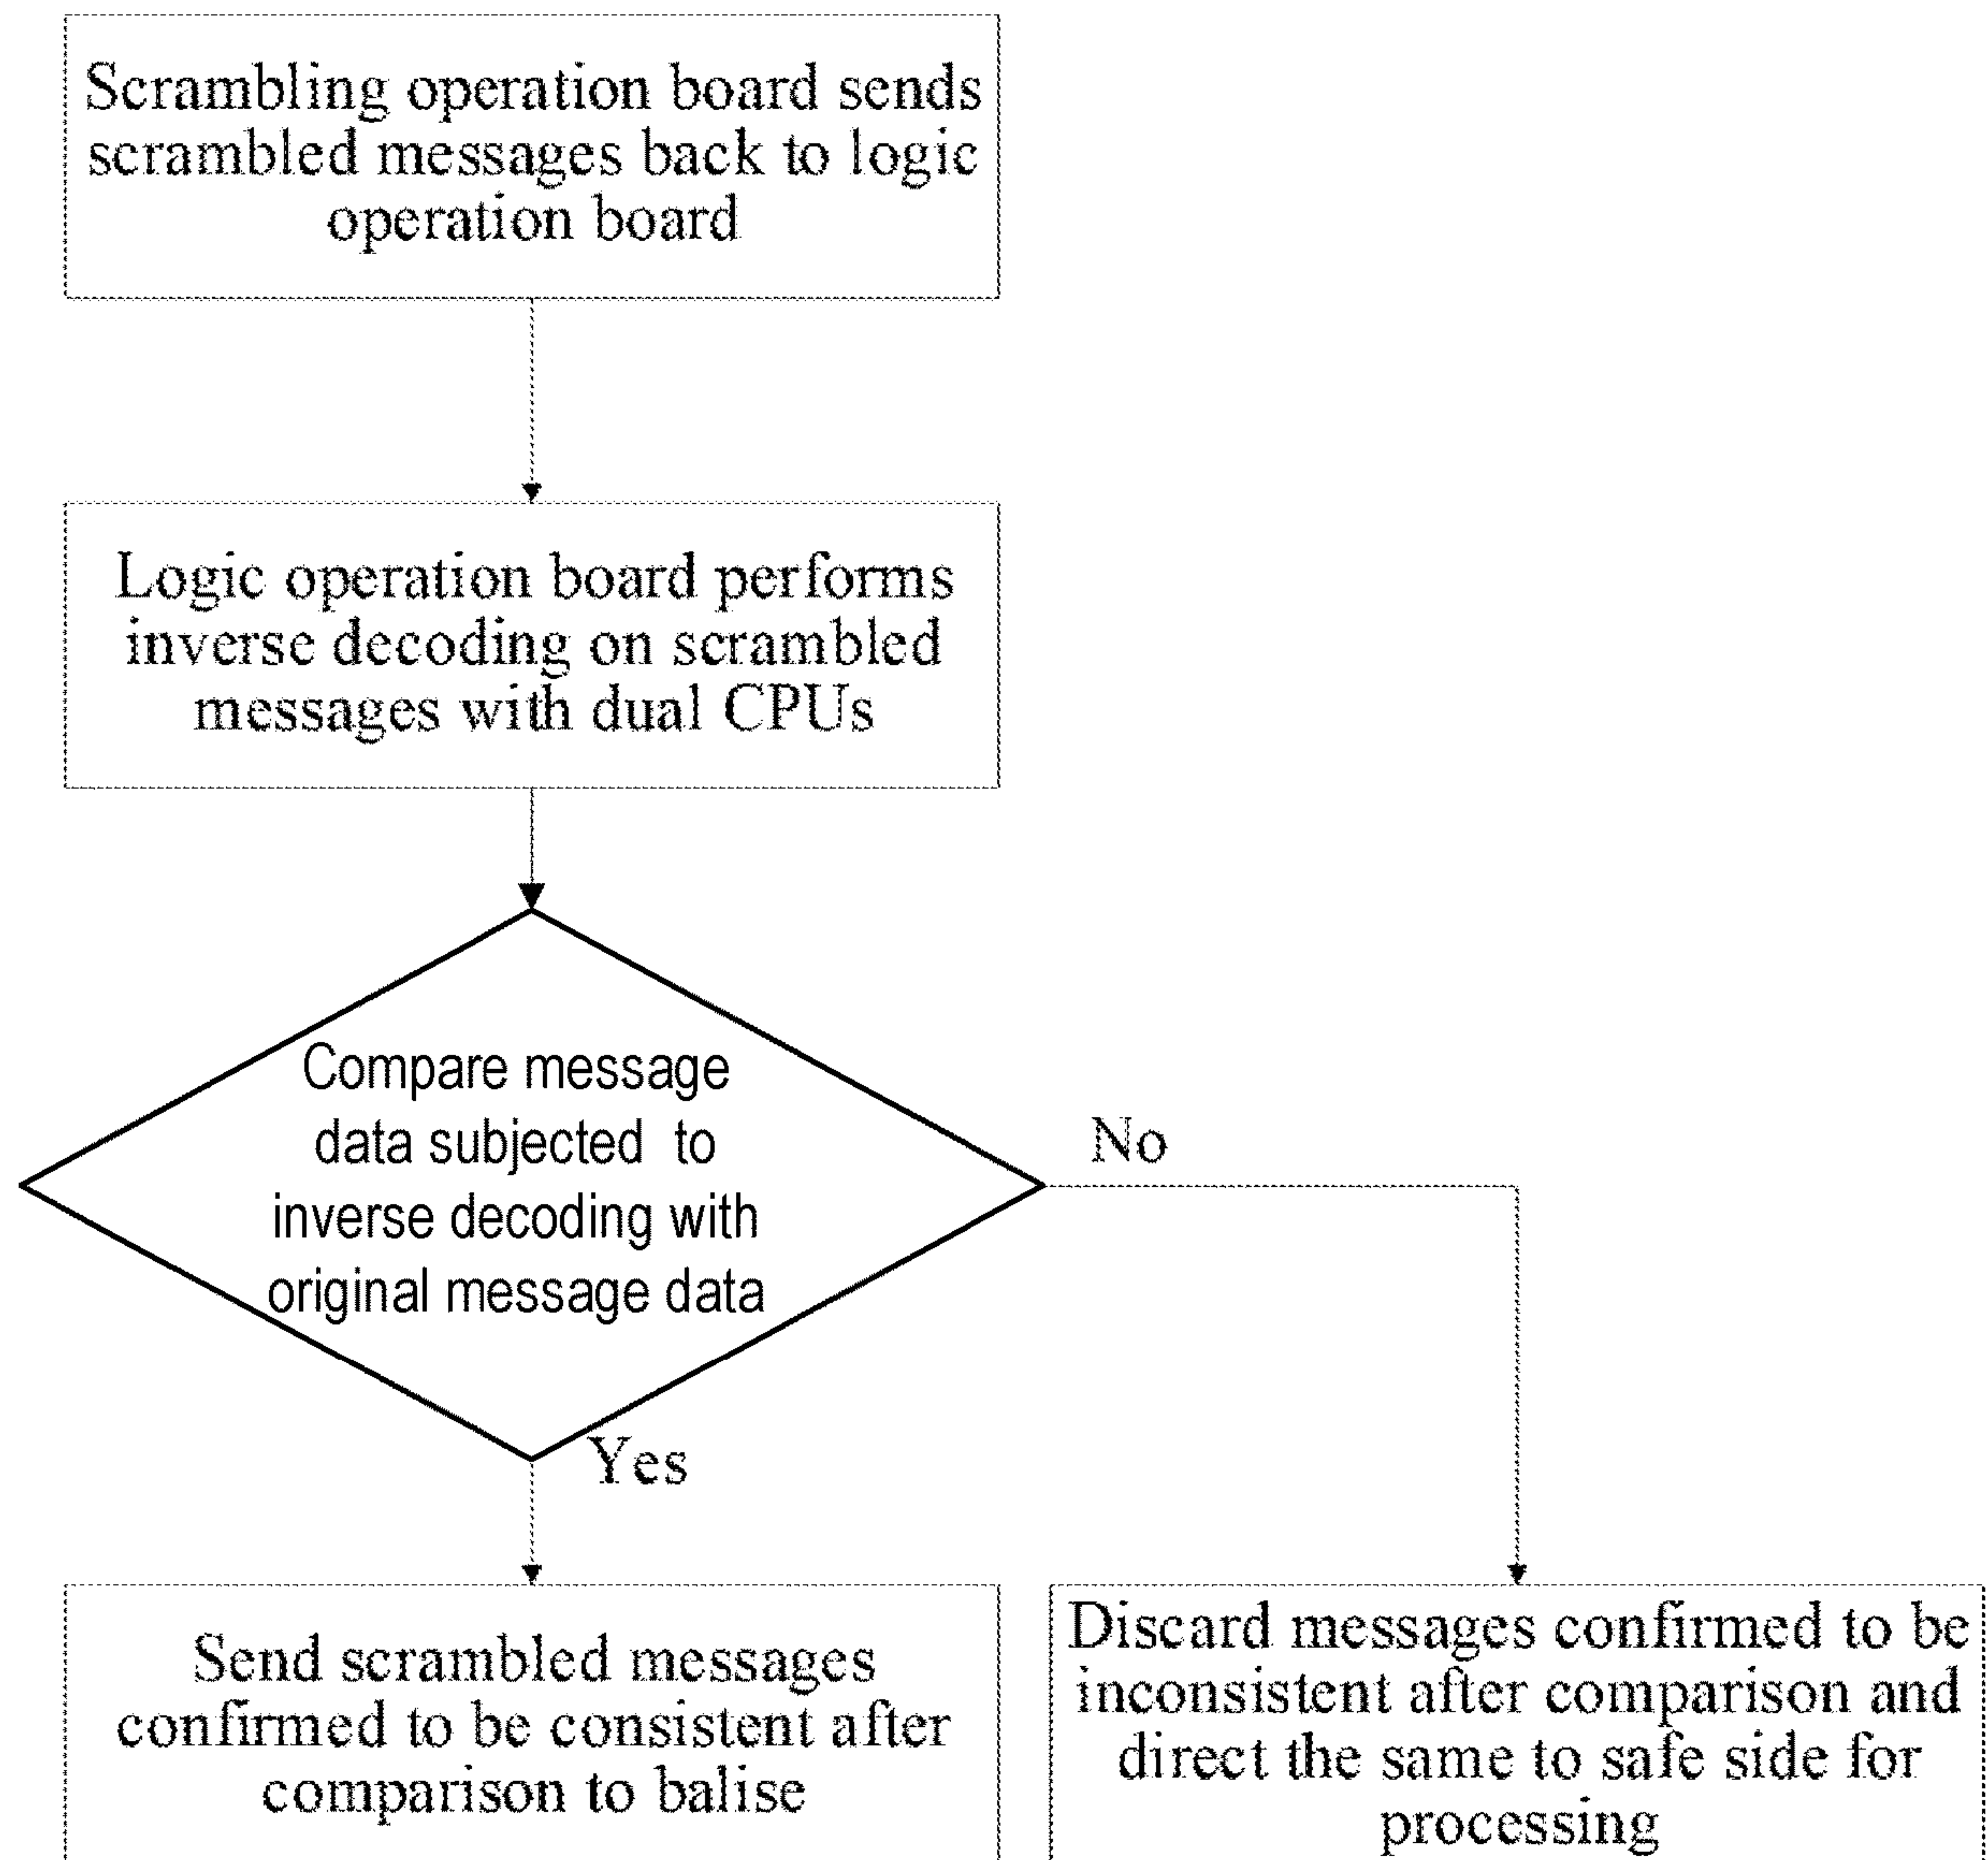 Scrambling operation board sends
scrambled messages back to logic
operation board
Logic operation board performs
inverse decoding on scrambled
messages with dual CPUs
Compare message
data subjected to
inverse decoding with
original message data
No
Yes
Send scrambled messages
confirmed to be consistent after
comparison to balise
Discard messages confirmed to be
inconsistent after comparison and
direct the same to safe side for
processing